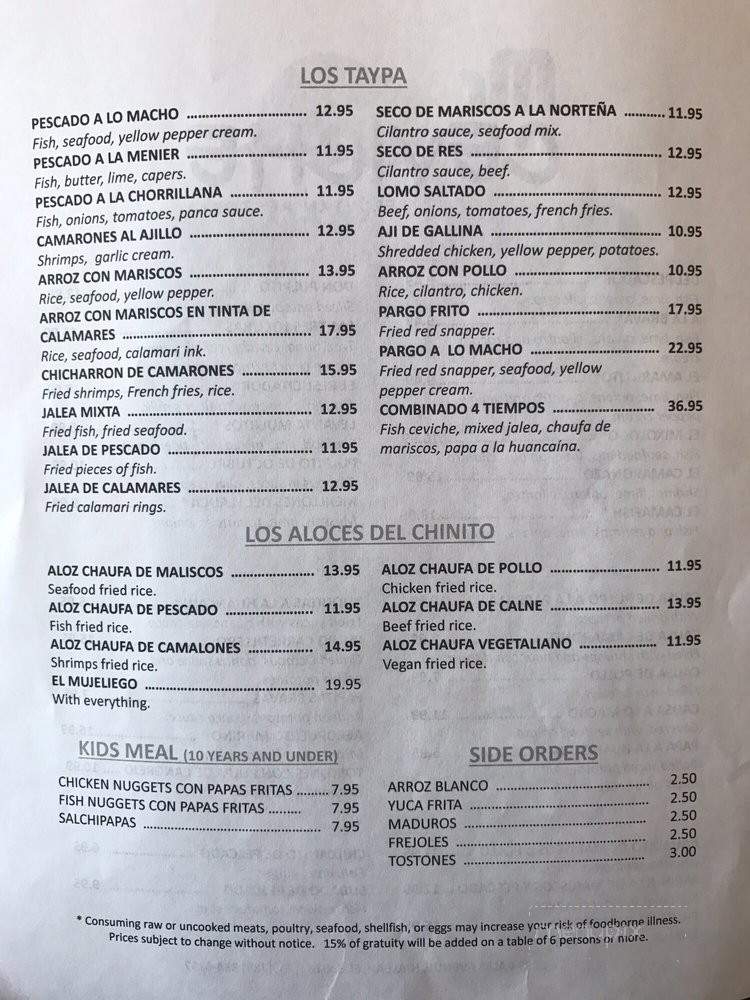 LOS TAYPA
PESCADO A LO MACHO ................................ 12.95
Fish, seafood, yellow pepper cream.
PESCADO A LA MENIER ................................ 11.95
Fish, butter, lime, capers.
PESCADO A LA CHORRILLANA ..................... 11.95
Fish, onions, tomatoes, panca sauce.
CAMARONES AL AJILLO ................................ 12.95
Shrimps, garlic cream.
ARROZ CON MARISCOS ................................ 13.95
Rice, seafood, yellow pepper.
ARROZ CON MARISCOS EN TINTA DE
CALAMARES .................................................. 17.95
Rice, seafood, calamari ink.
CHICHARRON DE CAMARONES .................. 15.95
Fried shrimps, French fries, rice.
JALEA MIXTA ................................................ 12.95
Fried fish, fried seafood.
JALEA DE PESCADO ...................................... 11.95
Fried pieces of fish.
JALEA DE CALAMARES ................................. 12.95
Fried calamari rings.
SECO DE MARISCOS A LA NORTEÑA .......... 11.95
Cilantro sauce, seafood mix.
SECO DE RES .................................................. 12.95
Cilantro sauce, beef.
LOMO SALTADO ........................................... 12.95
Beef, onions, tomatoes, french fries.
AJI DE GALLINA ............................................ 10.95
Shredded chicken, yellow pepper, potatoes.
ARROZ CON POLLO ....................................... 10.95
Rice, cilantro, chicken.
PARGO FRITO ................................................ 17.95
Fried red snapper.
PARGO A LO MACHO .................................. 22.95
Fried red snapper, seafood, yellow
pepper cream.
COMBINADO 4 TIEMPOS ........................... 36.95
Fish ceviche, mixed jalea, chaufa de
mariscos, papa a la huancaína.
LOS ALOCES DEL CHINITO
ALOZ CHAUFA DE MALISCOS ...................... 13.95
Seafood fried rice.
ALOZ CHAUFA DE PESCADO ....................... 11.95
Fish fried rice.
ALOZ CHAUFA DE CAMALONES ................. 14.95
Shrimps fried rice.
EL MUJELIEGO ............................................. 19.95
With everything.
ALOZ CHAUFA DE POLLO ............................. 11.95
Chicken fried rice.
ALOZ CHAUFA DE CALNE ............................. 13.95
Beef fried rice.
ALOZ CHAUFA VEGETALIANO .................... 11.95
Vegan fried rice.
KIDS MEAL (10 YEARS AND UNDER)
CHICKEN NUGGETS CON PAPAS FRITAS ......... 7.95
FISH NUGGETS CON PAPAS FRITAS ......... 7.95
SALCHIPAPAS ................................................ 7.95
SIDE ORDERS
ARROZ BLANCO .......................................... 2.50
YUCA FRITA ................................................. 2.50
MADUROS .................................................. 2.50
FREJOLES ..................................................... 2.50
TOSTONES .................................................. 3.00
* Consuming raw or uncooked meats, poultry, seafood, shellfish, or eggs may increase your risk of foodborne illness.
Prices subject to change without notice. 15% of gratuity will be added on a table of 6 persons or more.